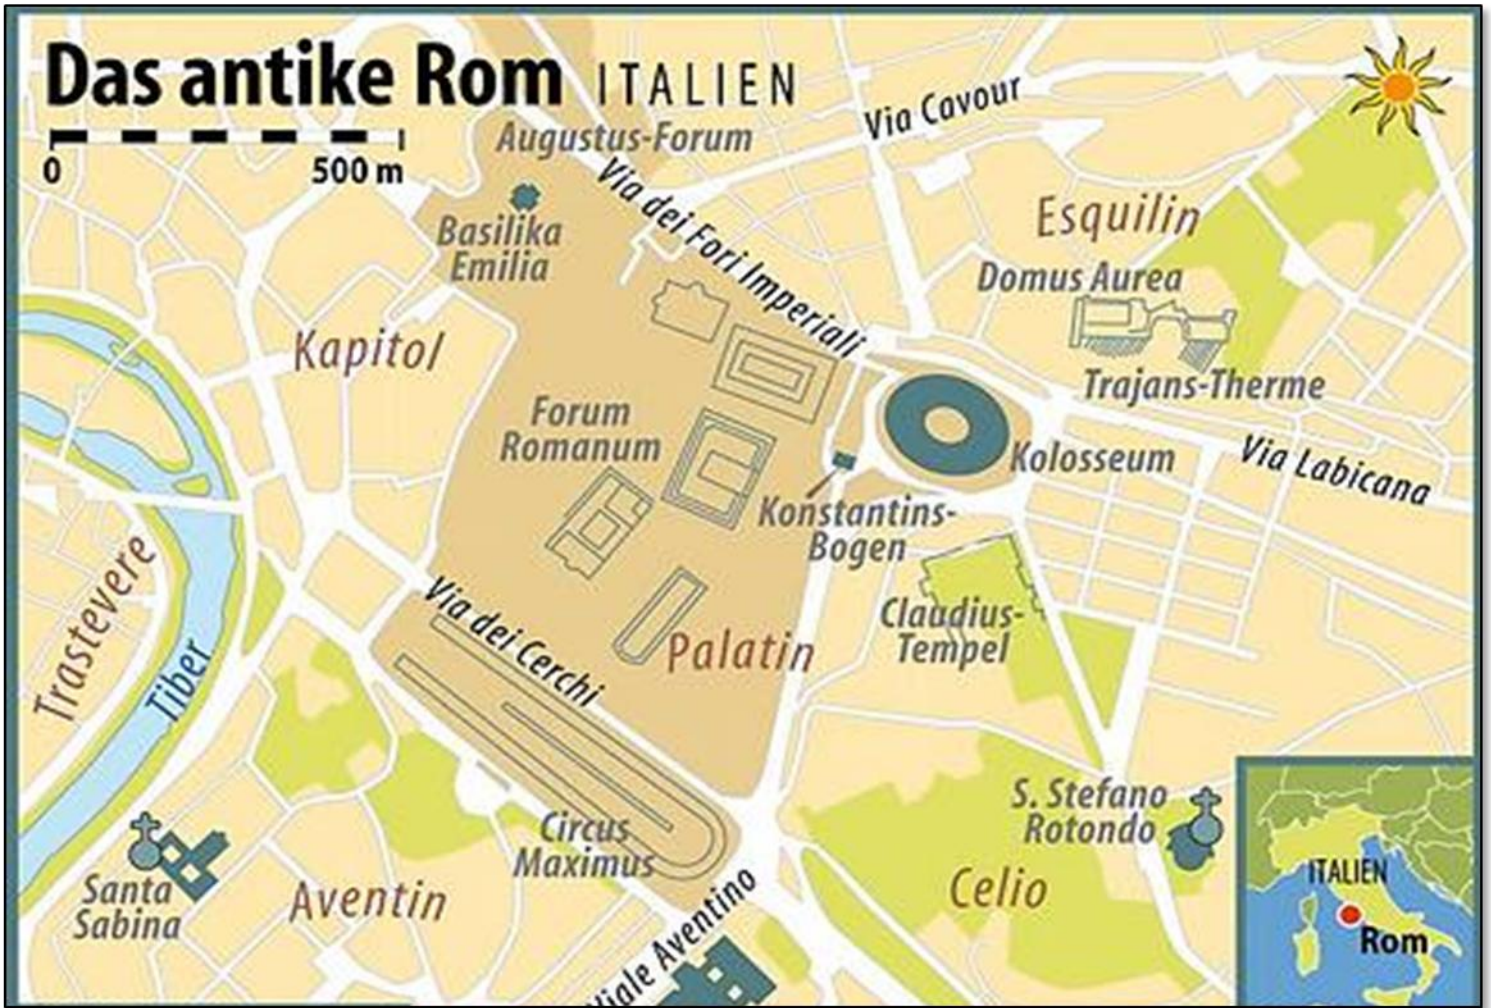 Das antike Rom ITALIEN
0 500 m
Augustus-Forum
Via Cavour
Via dei Fori Imperiali
Basilika
Emilia
Esquilin
Domus Aurea
Trajans-Therme
Kapitol
Forum
Romanum
Kolosseum
Via Labicana
Konstantins-
Bogen
Claudius-
Tempel
Trastevere
Tiber
Via dei Cerchi
Palatin
Circus
Maximus
S. Stefano
Rotondo
Santa
Sabina
Aventin
Celio
Viale Aventino
ITALIEN
Rom